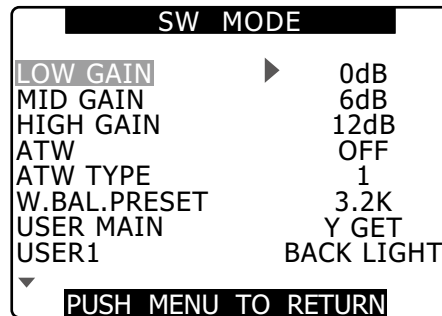 SW MODE
LOW GAIN 0dB
MID GAIN 6dB
HIGH GAIN 12dB
ATW OFF
ATW TYPE 1
W.BAL.PRESET 3.2K
USER MAIN Y GET
USER1 BACK LIGHT
PUSH MENU TO RETURN